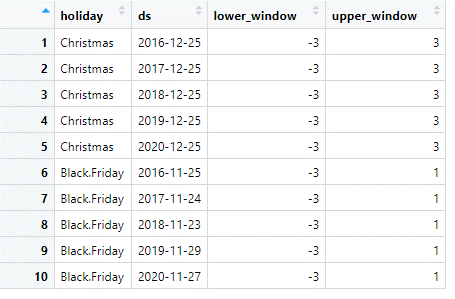 holiday ds lower_window upper_window
1 Christmas 2016-12-25 -3 3
2 Christmas 2017-12-25 -3 3
3 Christmas 2018-12-25 -3 3
4 Christmas 2019-12-25 -3 3
5 Christmas 2020-12-25 -3 3
6 Black.Friday 2016-11-25 -3 1
7 Black.Friday 2017-11-24 -3 1
8 Black.Friday 2018-11-23 -3 1
9 Black.Friday 2019-11-29 -3 1
10 Black.Friday 2020-11-27 -3 1